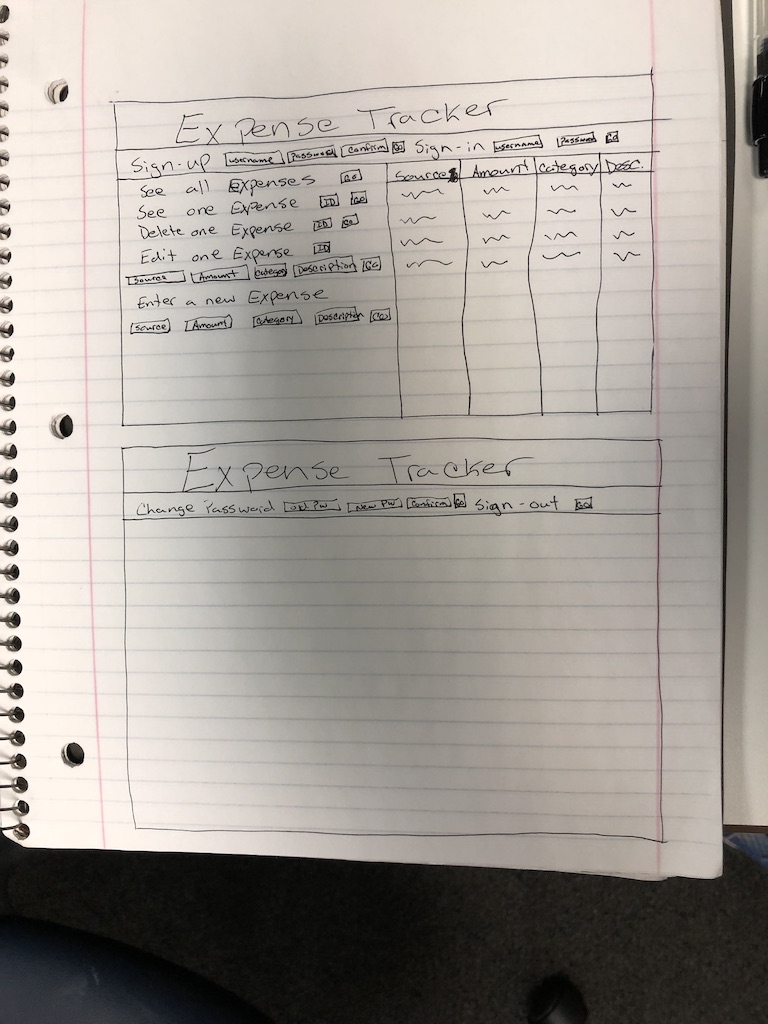 Expense Tracker
Sign-up username Password Confirm Go Sign-in username Password Go
See all Expenses Go
See one Expense ID Go
Delete one Expense ID Go
Edit one Expense ID
Source Amount Category Description Go
Enter a new Expense
Source Amount Category Description Go
Source Amount Category Desc.
Expense Tracker
Change Password old Pw New PW Confirm Go Sign-out Go